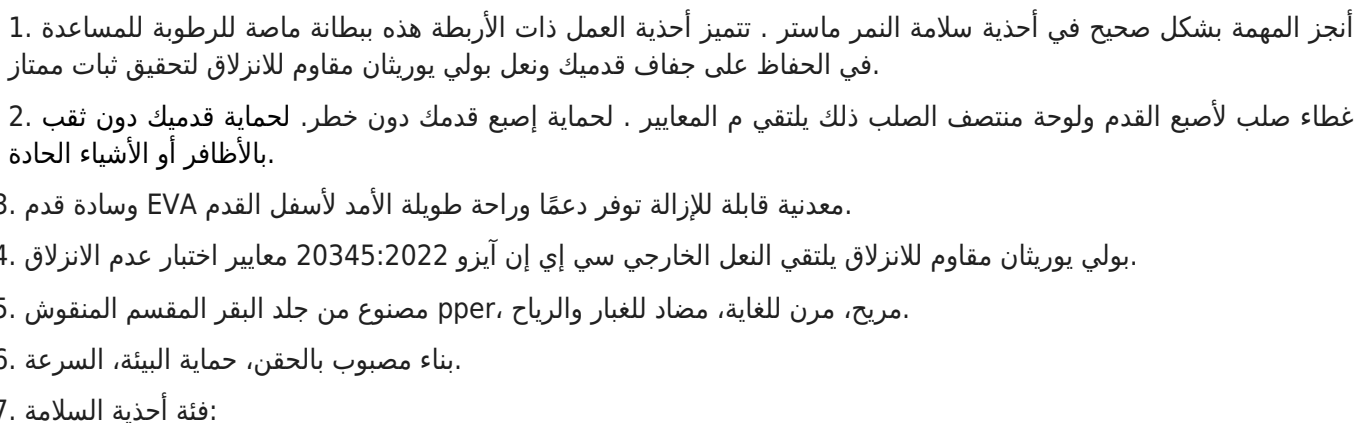 1. أنجز المهمة بشكل صحيح في أحذية سلامة النمر ماستر . تتميز أحذية العمل ذات الأربطة هذه ببطانة ماصة للرطوبة للمساعدة
في الحفاظ على جفاف قدميك ونعل بولي يوريثان مقاوم للانزلاق لتحقيق ثبات ممتاز.
2. غطاء صلب لأصبع القدم ولوحة منتصف الصلب ذلك يلتقي م المعايير . لحماية إصبع قدمك دون خطر. لحماية قدميك دون ثقب
بالأظافر أو الأشياء الحادة.
3. وسادة قدم EVA معدنية قابلة للإزالة توفر دعمًا وراحة طويلة الأمد لأسفل القدم.
4. بولي يوريثان مقاوم للانزلاق يلتقي النعل الخارجي سي إي إن آيزو 20345:2022 معايير اختبار عدم الانزلاق.
5. مصنوع من جلد البقر المقسم المنقوش pper، مريح، مرن للغاية، مضاد للغبار والرياح.
6. بناء مصبوب بالحقن، حماية البيئة، السرعة.
7. فئة أحذية السلامة: